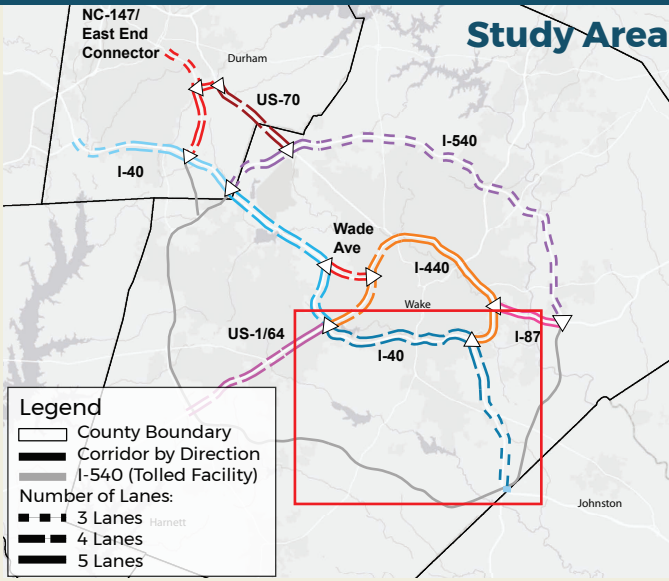 Study Area
NC-147/
East End
Connector
Durham
US-70
I-540
I-40
Wade
Ave
I-440
Wake
US-1/64
I-87
I-40
Legend
County Boundary
Corridor by Direction
I-540 (Tolled Facility)
Number of Lanes:
3 Lanes
Harnett
4 Lanes
5 Lanes
Johnston